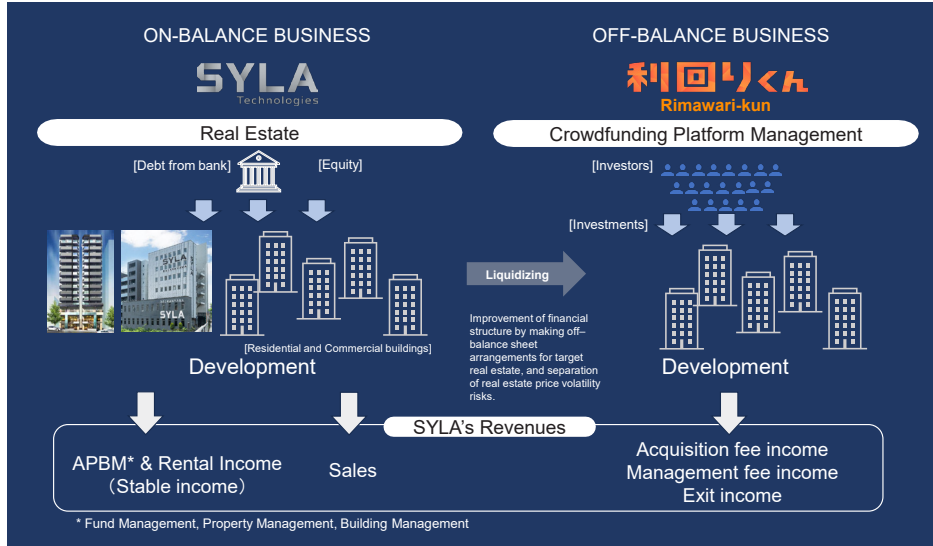 ON-BALANCE BUSINESS
SYLA
Technologies
Real Estate
[Debt from bank]
[Equity]
SYLA
SYLA
[Residential and Commercial buildings]
Development
Liquidizing
Improvement of financial
structure by making off–
balance sheet
arrangements for target
real estate, and separation
of real estate price volatility
risks.
OFF-BALANCE BUSINESS
利回りくん
Rimawari-kun
Crowdfunding Platform Management
[Investors]
[Investments]
Development
SYLA's Revenues
APBM* & Rental Income
（Stable income）
Sales
Acquisition fee income
Management fee income
Exit income
* Fund Management, Property Management, Building Management